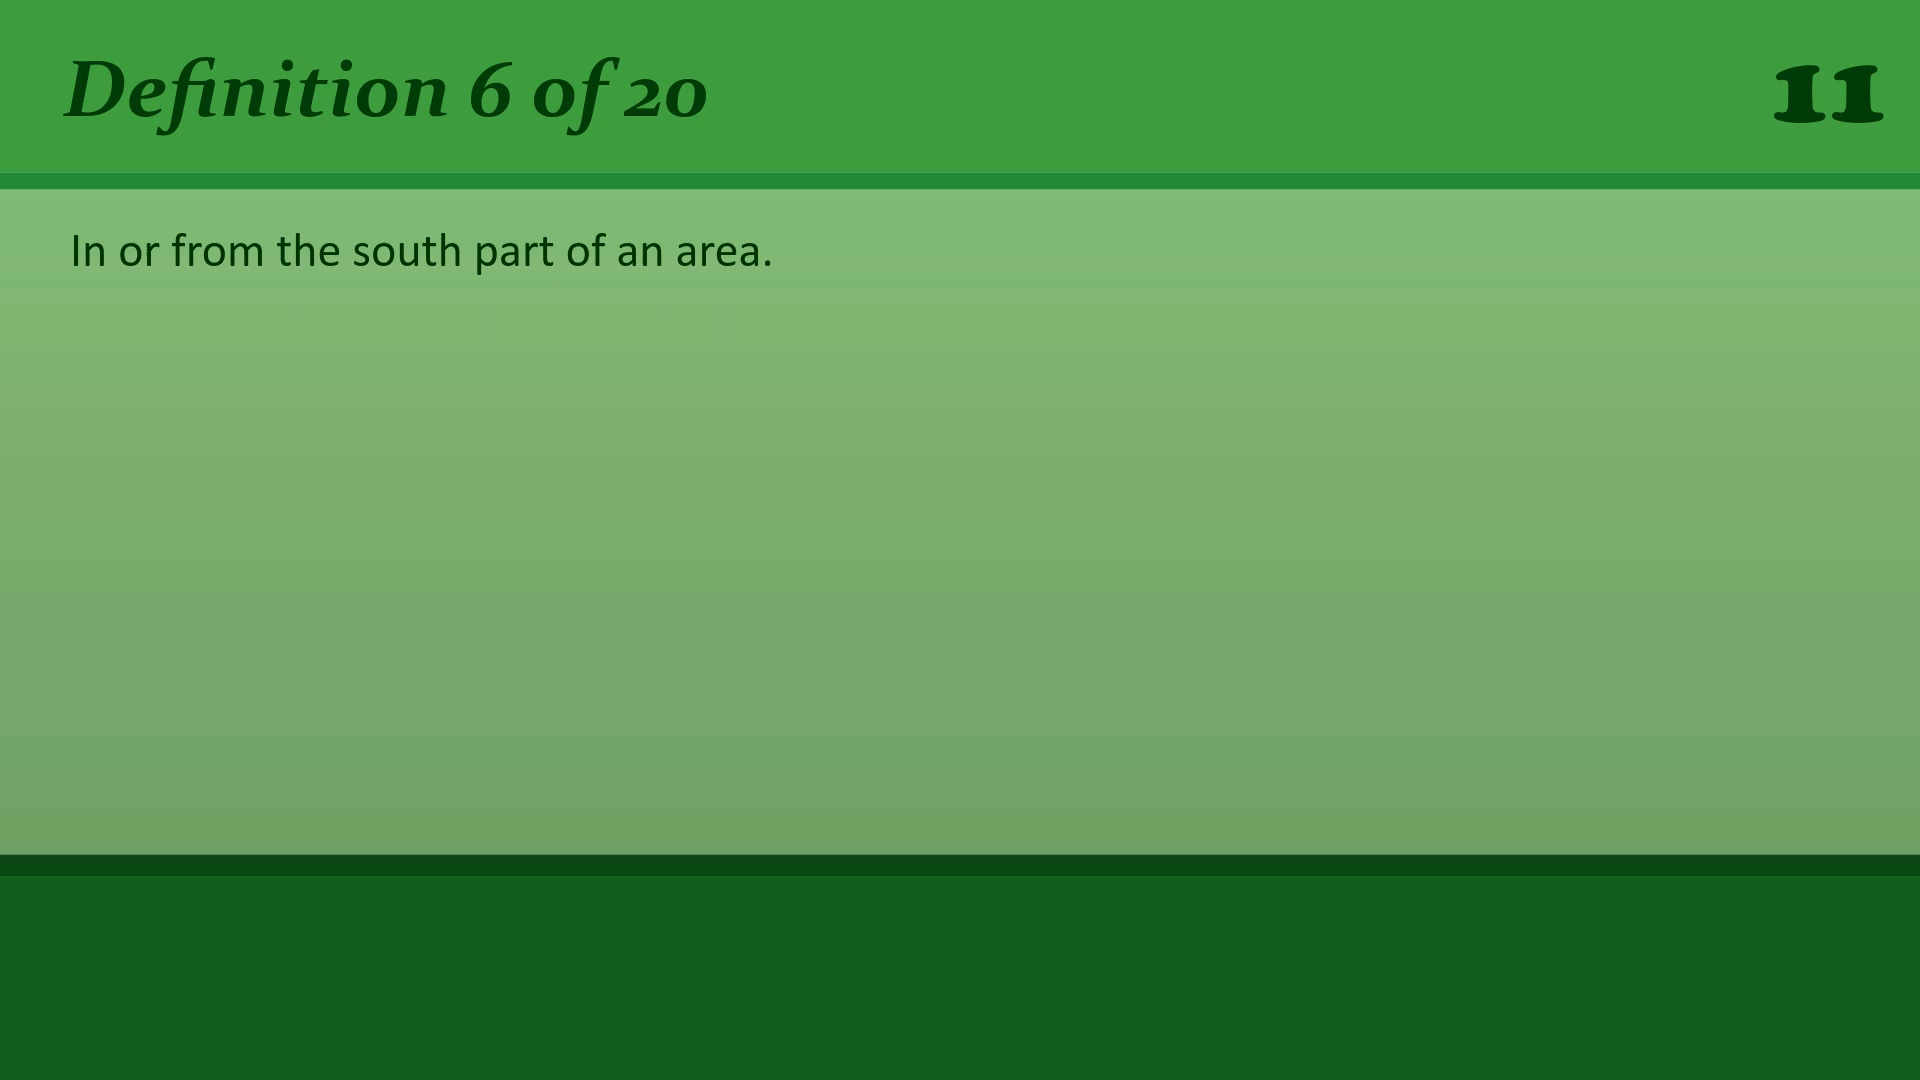 Definition 6 of 20
11
In or from the south part of an area.